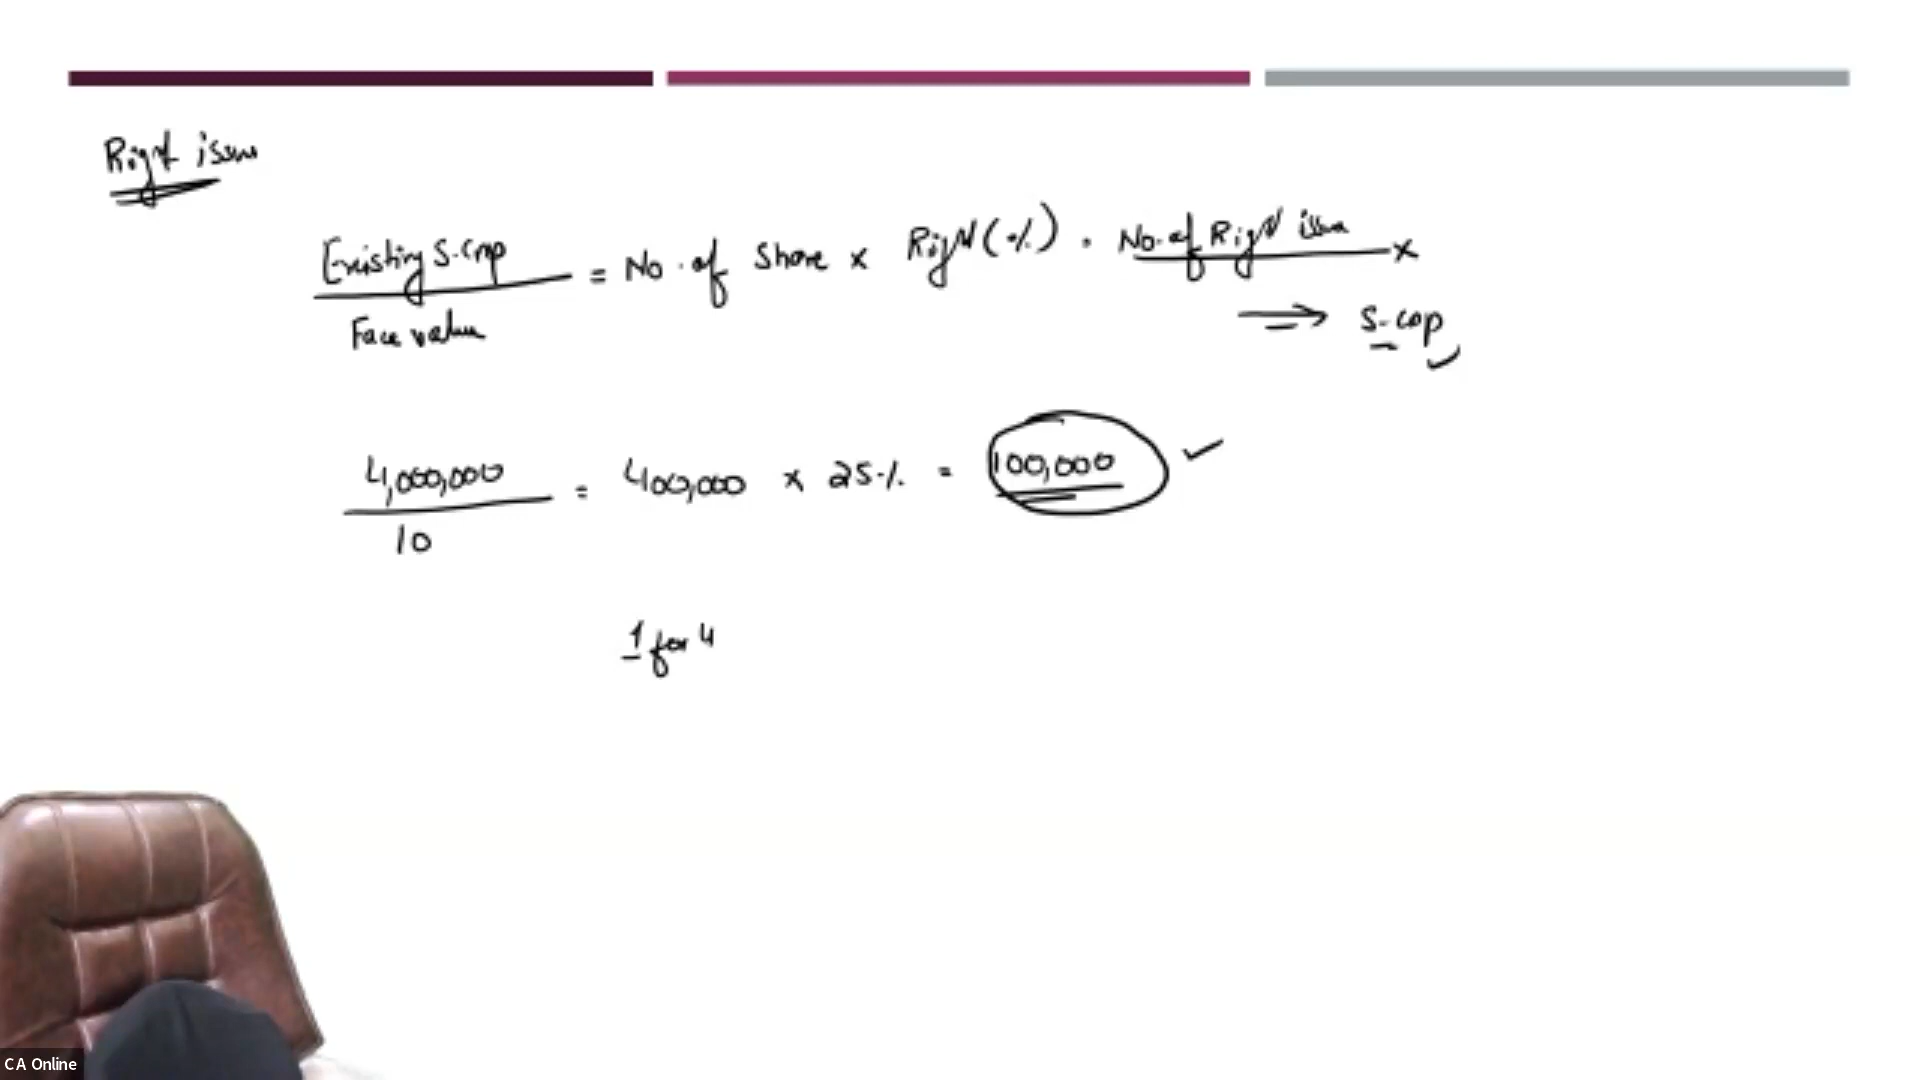 Right issue
Existing S.Cap
Face value
= No. of Share x Right (%) = No. of Right issue x
⇒ S-cap
4,000,000
10
= 400,000 x 25% = 100,000 ✓
1 for 4
CA Online